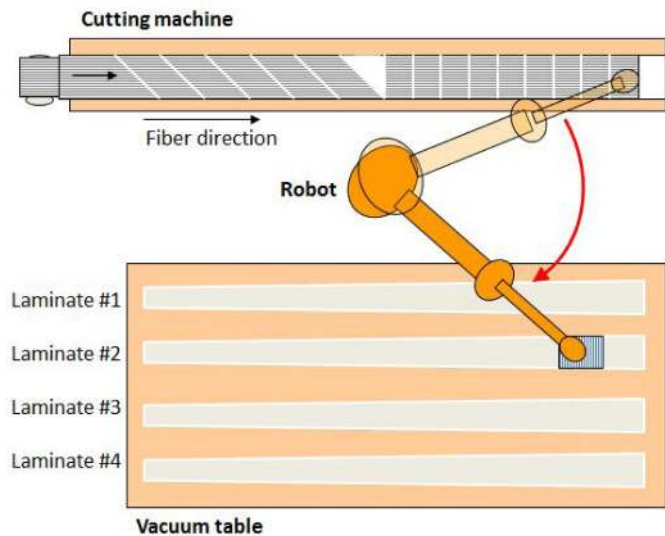 Cutting machine
Fiber direction
Robot
Laminate #1
Laminate #2
Laminate #3
Laminate #4
Vacuum table